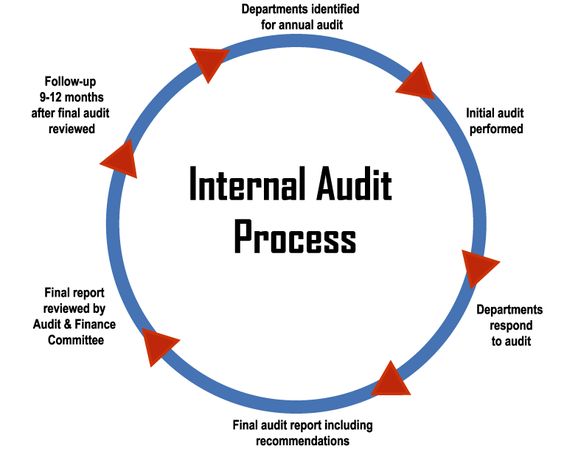 Departments identified
for annual audit
Initial audit
performed
Departments
respond
to audit
Final audit report including
recommendations
Final report
reviewed by
Audit & Finance
Committee
Follow-up
9-12 months
after final audit
reviewed
Internal Audit
Process